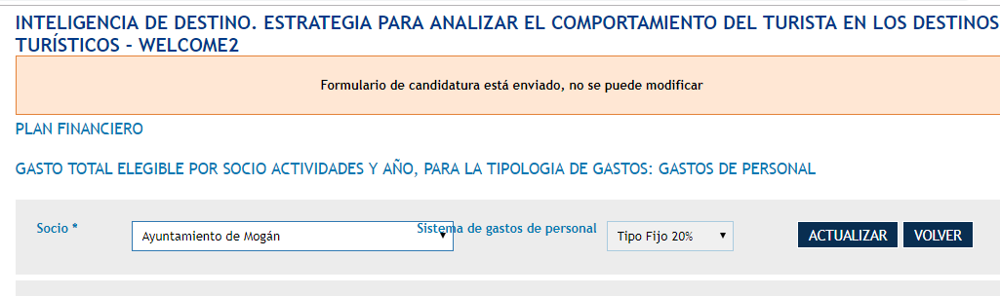 INTELIGENCIA DE DESTINO. ESTRATEGIA PARA ANALIZAR EL COMPORTAMIENTO DEL TURISTA EN LOS DESTINOS
TURÍSTICOS - WELCOME2
Formulario de candidatura está enviado, no se puede modificar
PLAN FINANCIERO
GASTO TOTAL ELEGIBLE POR SOCIO ACTIVIDADES Y AÑO, PARA LA TIPOLOGIA DE GASTOS: GASTOS DE PERSONAL
Socio * Ayuntamiento de Mogán Sistema de gastos de personal Tipo Fijo 20% ACTUALIZAR VOLVER